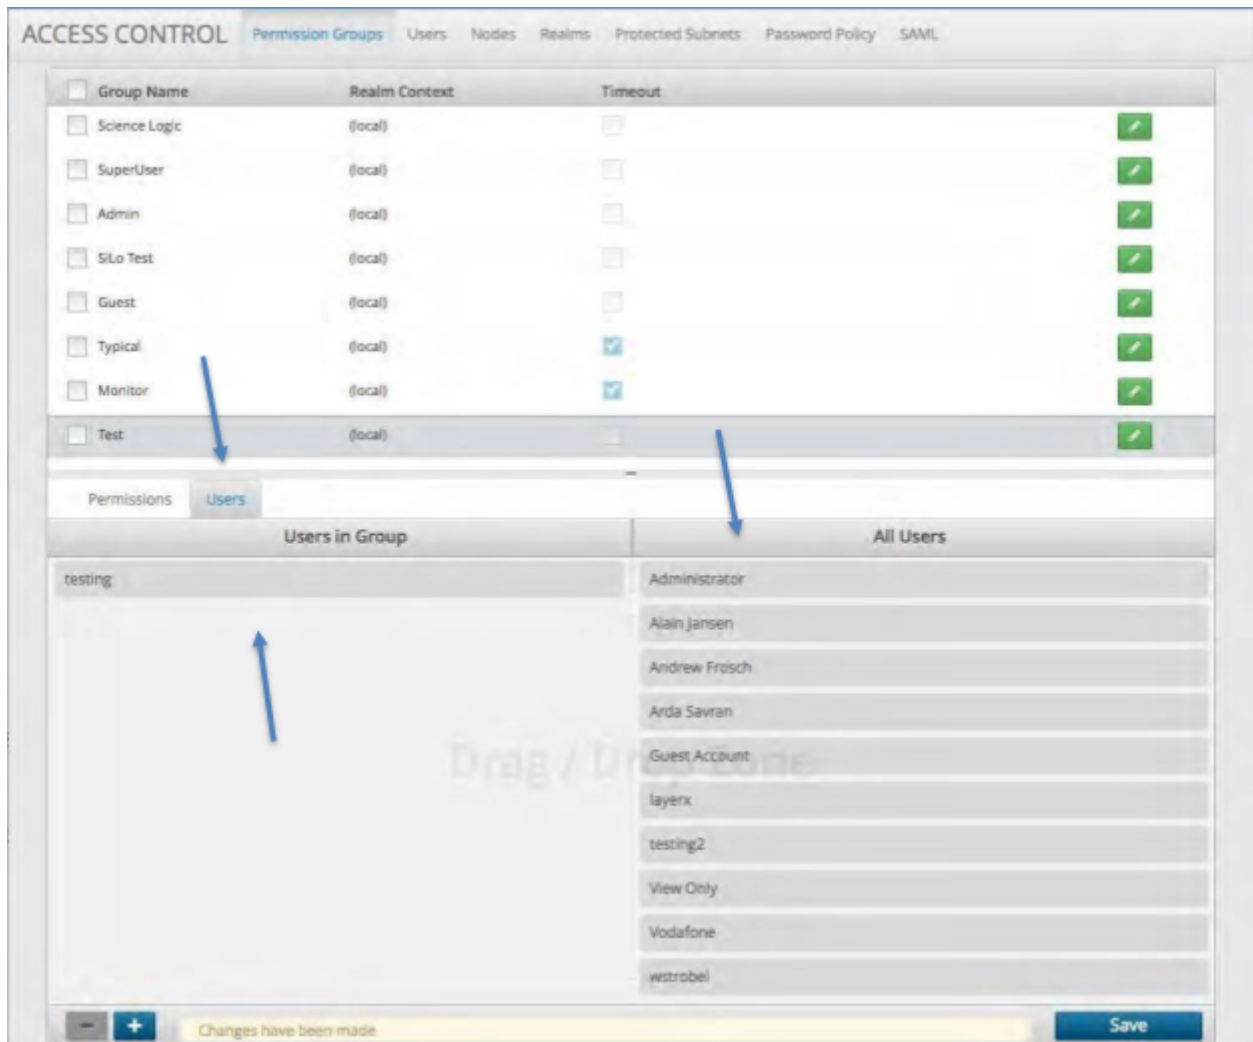 ACCESS CONTROL Permission Groups Users Nodes Realms Protected Subnets Password Policy SAML
Group Name Realm Context Timeout
Science Logic (local)
SuperUser (local)
Admin (local)
SiLo Test (local)
Guest (local)
Typical (local)
Monitor (local)
Test (local)
Permissions Users
Users in Group All Users
testing Administrator
Alain Jansen
Andrew Frosch
Arda Savran
Drag / Drop Zone
Guest Account
layerx
testing2
View Only
Vodafone
wstrobel
Changes have been made Save